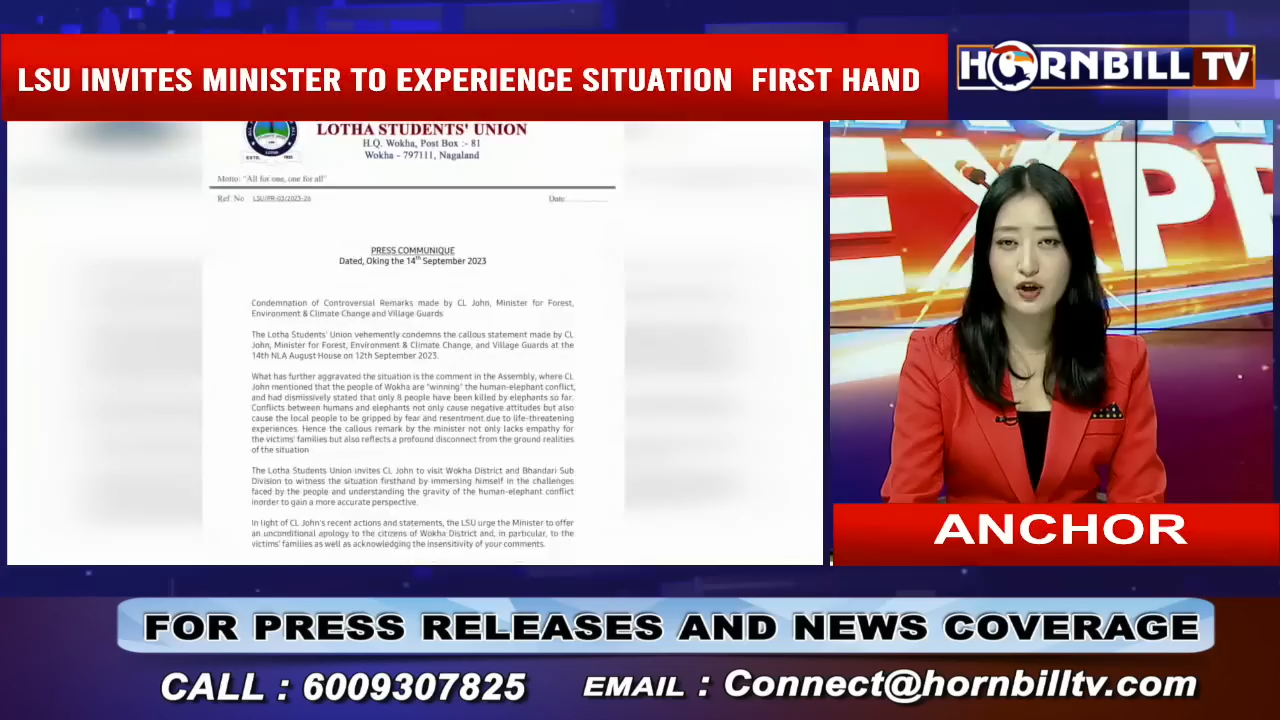 LSU INVITES MINISTER TO EXPERIENCE SITUATION FIRST HAND
HORNBILL TV
LOTHA STUDENTS' UNION
H.Q. Wokha, Post Box :- 81
Wokha - 797111, Nagaland
ESTD.
Motto: "All for one, one for all"
Ref. No LSU/PR-03/2023-26
Date:
PRESS COMMUNIQUE
Dated, Oking the 14th September 2023
Condemnation of Controversial Remarks made by CL John, Minister for Forest,
Environment & Climate Change and Village Guards
The Lotha Students' Union vehemently condemns the callous statement made by CL
John, Minister for Forest, Environment & Climate Change, and Village Guards at the
14th NLA August House on 12th September 2023.
What has further aggravated the situation is the comment in the Assembly, where CL
John mentioned that the people of Wokha are "winning" the human-elephant conflict,
and had dismissively stated that only 8 people have been killed by elephants so far.
Conflicts between humans and elephants not only cause negative attitudes but also
cause the local people to be gripped by fear and resentment due to life-threatening
experiences. Hence the callous remark by the minister not only lacks empathy for
the victims' families but also reflects a profound disconnect from the ground realities
of the situation
The Lotha Students Union invites CL John to visit Wokha District and Bhandari Sub
Division to witness the situation firsthand by immersing himself in the challenges
faced by the people and understanding the gravity of the human-elephant conflict
inorder to gain a more accurate perspective.
In light of CL John's recent actions and statements, the LSU urge the Minister to offer
an unconditional apology to the citizens of Wokha District and, in particular, to the
victims' families as well as acknowledging the insensitivity of your comments.
EXPR
ANCHOR
FOR PRESS RELEASES AND NEWS COVERAGE
CALL : 6009307825
EMAIL : Connect@hornbilltv.com